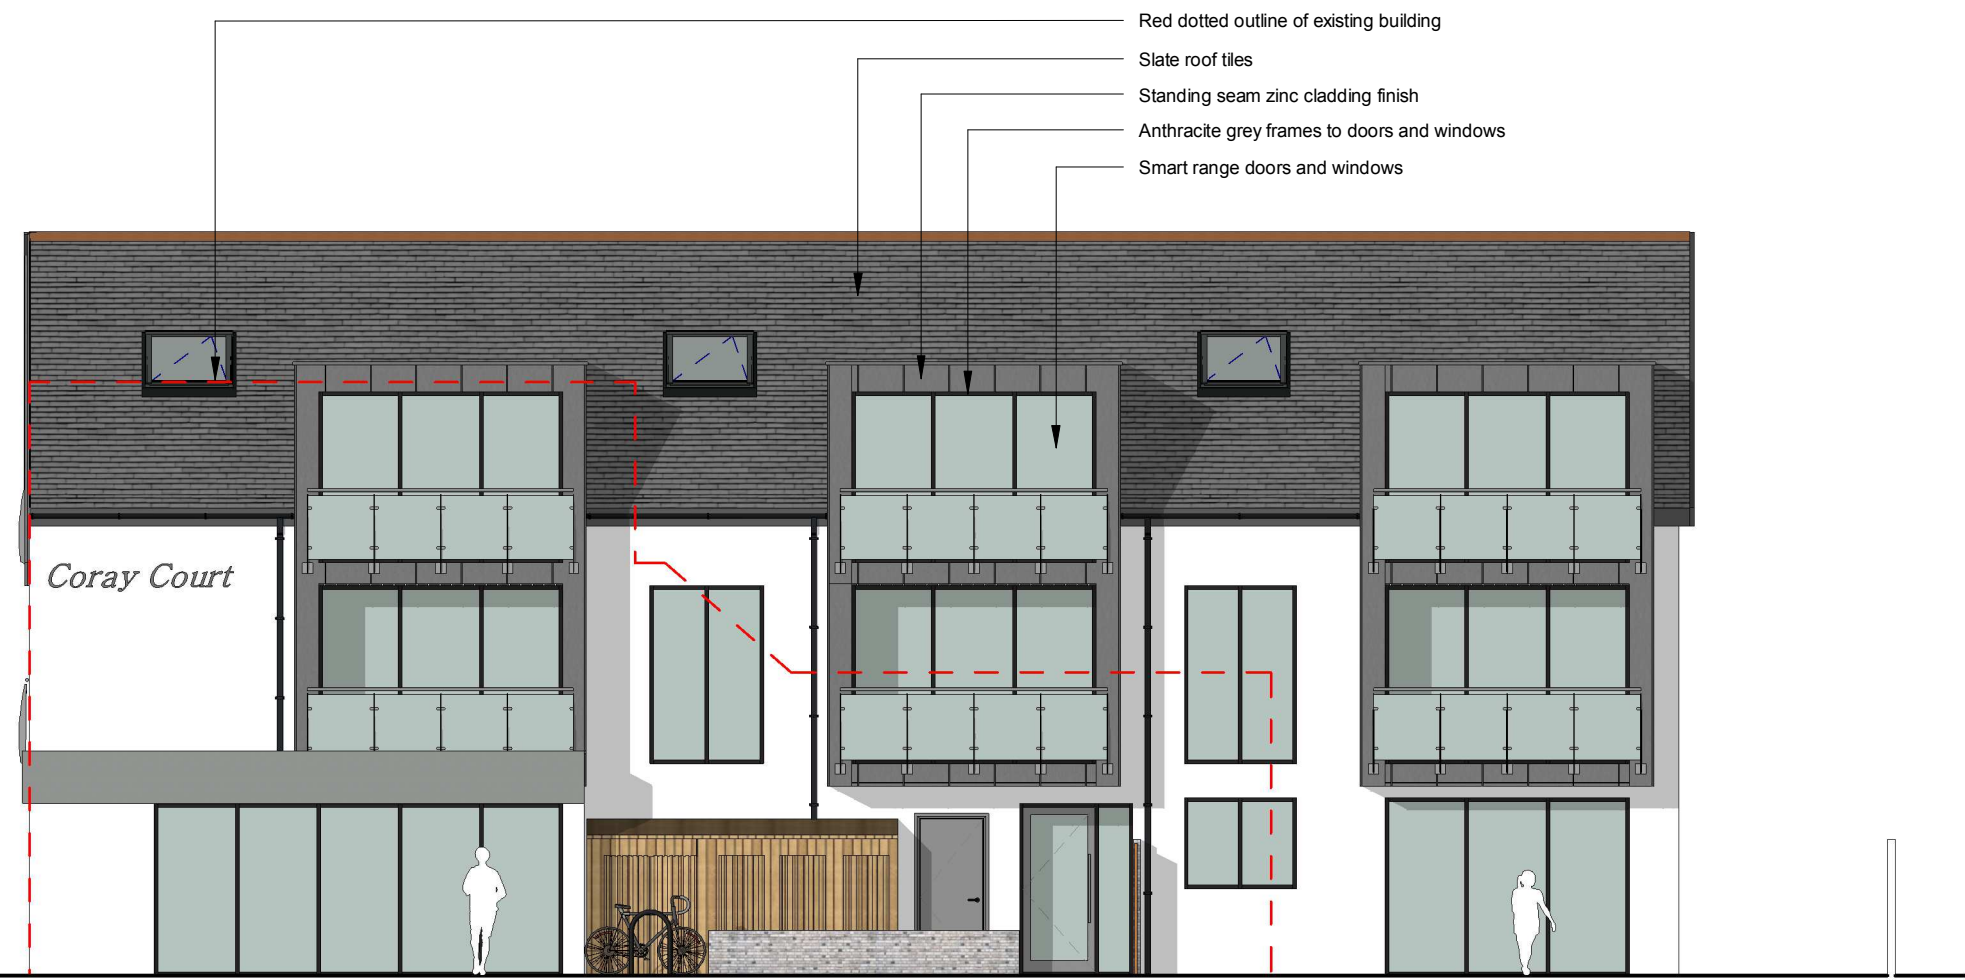 Red dotted outline of existing building
Slate roof tiles
Standing seam zinc cladding finish
Anthracite grey frames to doors and windows
Smart range doors and windows
Coray Court